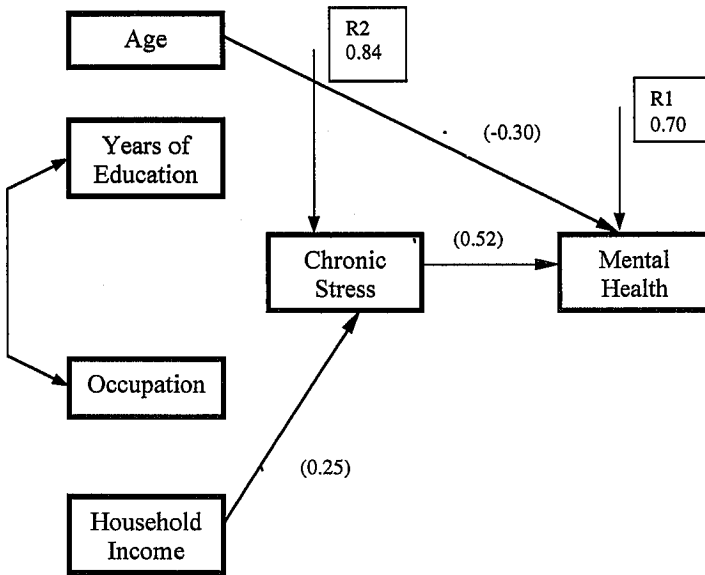 Age
R2
0.84
R1
0.70
(-0.30)
Years of
Education
Chronic
Stress
(0.52)
Mental
Health
Occupation
(0.25)
Household
Income